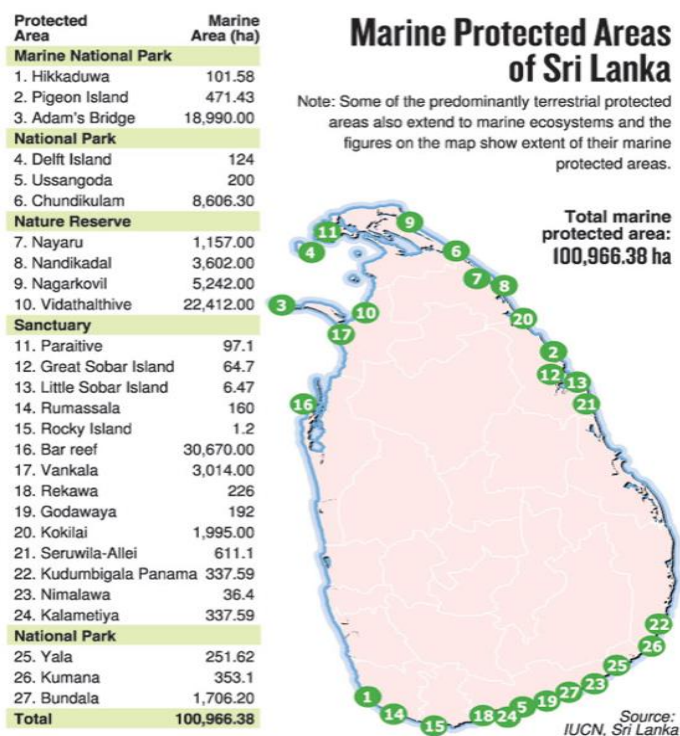 Protected Area Marine Area (ha)
Marine National Park
1. Hikkaduwa 101.58
2. Pigeon Island 471.43
3. Adam's Bridge 18,990.00
National Park
4. Delft Island 124
5. Ussangoda 200
6. Chundikulam 8,606.30
Nature Reserve
7. Nayaru 1,157.00
8. Nandikadal 3,602.00
9. Nagarkovil 5,242.00
10. Vidathalthive 22,412.00
Sanctuary
11. Paraitive 97.1
12. Great Sobar Island 64.7
13. Little Sobar Island 6.47
14. Rumassala 160
15. Rocky Island 1.2
16. Bar reef 30,670.00
17. Vankala 3,014.00
18. Rekawa 226
19. Godawaya 192
20. Kokilai 1,995.00
21. Seruwila-Allei 611.1
22. Kudumbigala Panama 337.59
23. Nimalawa 36.4
24. Kalametiya 337.59
National Park
25. Yala 251.62
26. Kumana 353.1
27. Bundala 1,706.20
Total 100,966.38
Marine Protected Areas
of Sri Lanka
Note: Some of the predominantly terrestrial protected
areas also extend to marine ecosystems and the
figures on the map show extent of their marine
protected areas.
Total marine
protected area:
100,966.38 ha
9
11
4
6
7
8
3
10
20
17
2
12
13
16
21
22
26
25
23
27
19
5
24
18
1
14
15
Source:
IUCN, Sri Lanka